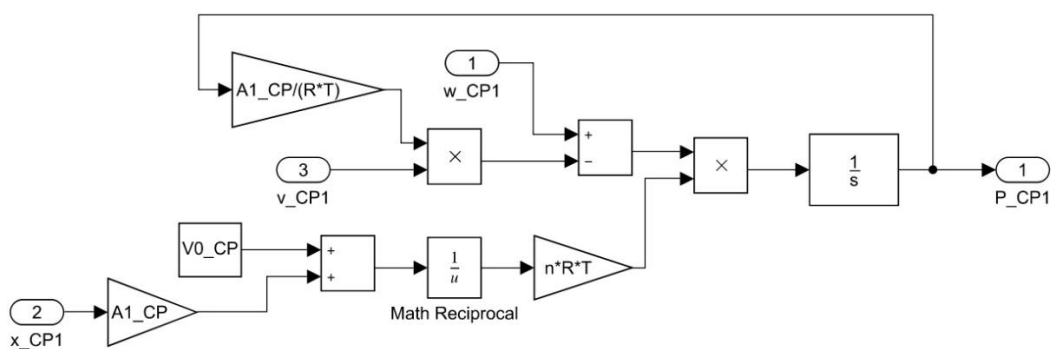 A1_CP/(R*T)
1
w_CP1
+
−
×
×
1
s
1
P_CP1
3
v_CP1
V0_CP
+
+
1
u
n*R*T
Math Reciprocal
2
x_CP1
A1_CP